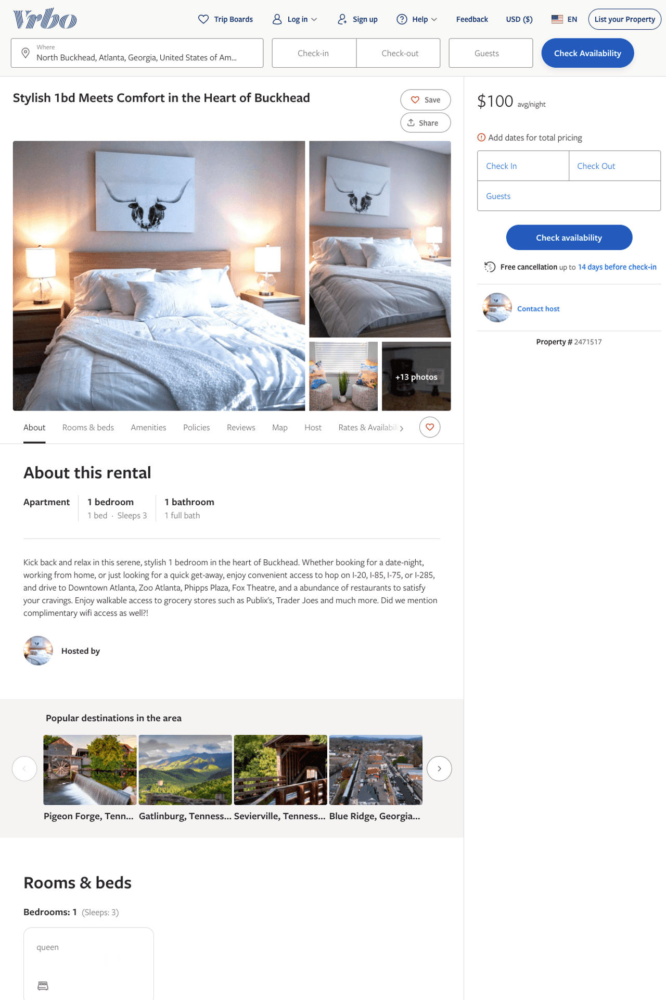 Vrbo
Trip Boards
Log in
Sign up
Help
Feedback
USD ($)
EN
List your Property
Where
North Buckhead, Atlanta, Georgia, United States of Am...
Check-in
Check-out
Guests
Check Availability
Stylish 1bd Meets Comfort in the Heart of Buckhead
Save
Share
+13 photos
$100 avg/night
Add dates for total pricing
Check In
Check Out
Guests
Check availability
Free cancellation up to 14 days before check-in
Contact host
Property # 2471517
About
Rooms & beds
Amenities
Policies
Reviews
Map
Host
Rates & Availabili
About this rental
Apartment
1 bedroom
1 bed · Sleeps 3
1 bathroom
1 full bath
Kick back and relax in this serene, stylish 1 bedroom in the heart of Buckhead. Whether booking for a date-night,
working from home, or just looking for a quick get-away, enjoy convenient access to hop on I-20, I-85, I-75, or I-285,
and drive to Downtown Atlanta, Zoo Atlanta, Phipps Plaza, Fox Theatre, and a abundance of restaurants to satisfy
your cravings. Enjoy walkable access to grocery stores such as Publix's, Trader Joes and much more. Did we mention
complimentary wifi access as well?!
Hosted by
Popular destinations in the area
Pigeon Forge, Tenn...
Gatlinburg, Tenness...
Sevierville, Tenness...
Blue Ridge, Georgia...
Rooms & beds
Bedrooms: 1 (Sleeps: 3)
queen